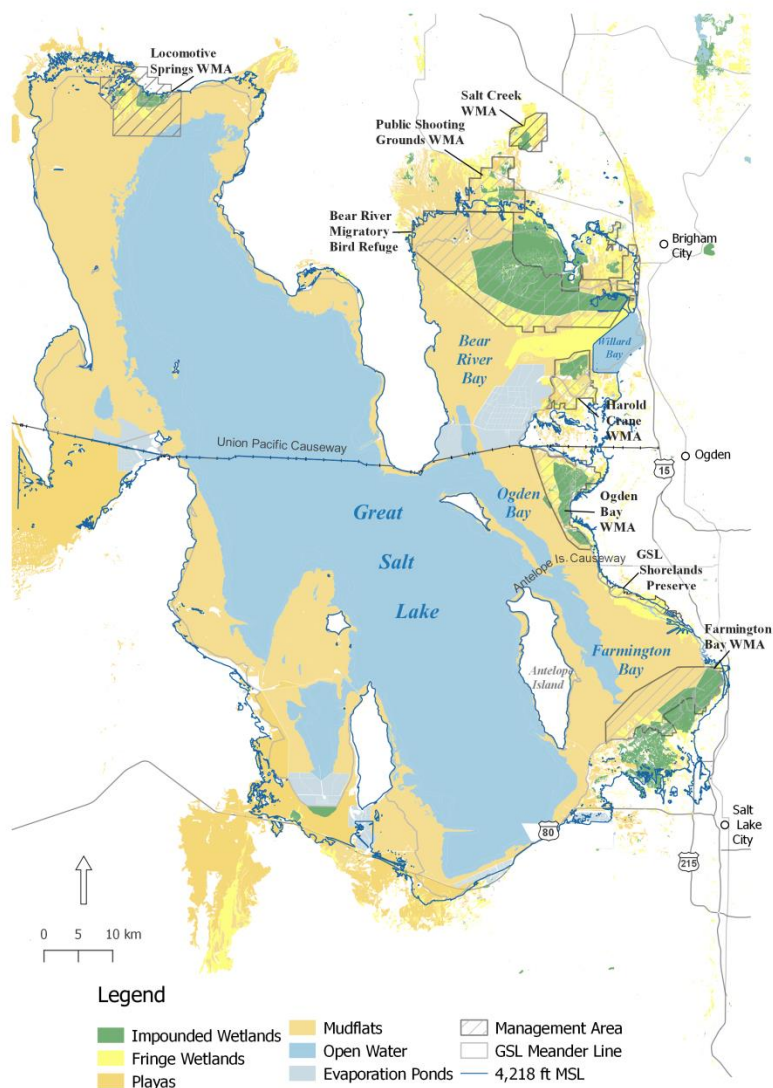 Locomotive
Springs WMA
Salt Creek
WMA
Public Shooting
Grounds WMA
Bear River
Migratory
Bird Refuge
Brigham
City
Bear
River
Bay
Willard
Bay
Harold
Crane
WMA
Union Pacific Causeway
Ogden
15
Great
Salt
Lake
Ogden
Bay
Ogden
Bay
WMA
Antelope Is. Causeway
GSL
Shorelands
Preserve
Farmington
Bay WMA
Farmington
Bay
Antelope
Island
80
Salt
Lake
City
215
0 5 10 km
Legend
Impounded Wetlands
Fringe Wetlands
Playas
Mudflats
Open Water
Evaporation Ponds
Management Area
GSL Meander Line
4,218 ft MSL